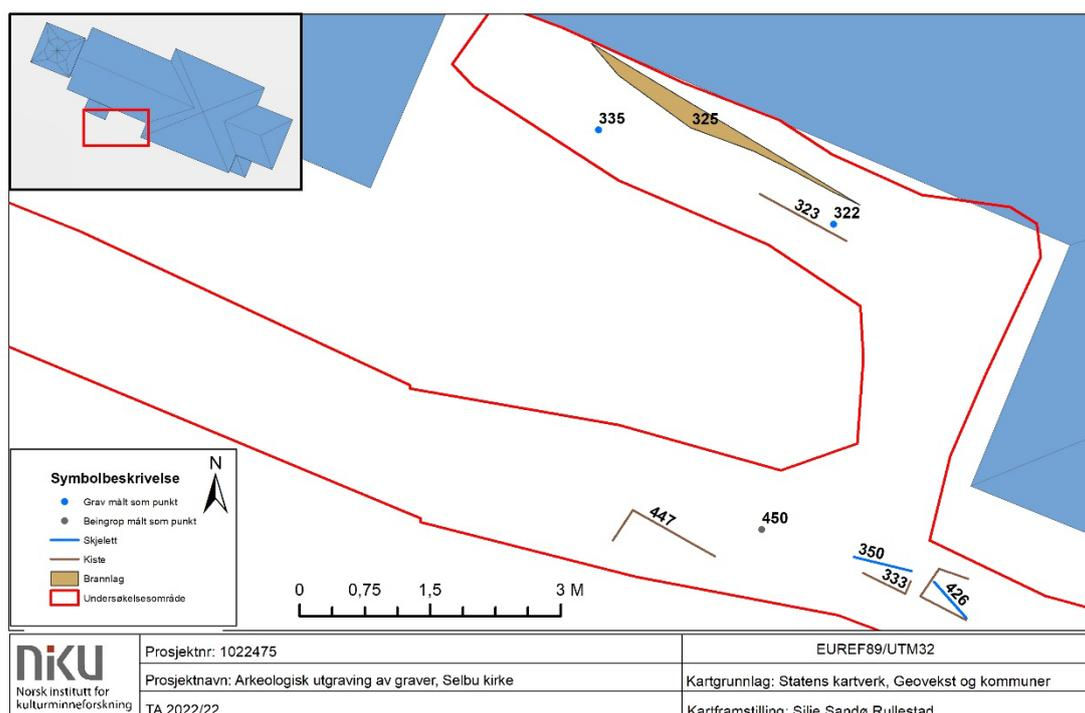 335
325
323
322
447
450
350
333
426
Symbolbeskrivelse
N
Grav målt som punkt
Beingrop målt som punkt
Skjelett
Kiste
Brannlag
Undersøkelsesområde
0 0,75 1,5 3 M
niku
Norsk institutt for
kulturminneforskning
Prosjektnr: 1022475
EUREF89/UTM32
Prosjektnavn: Arkeologisk utgraving av graver, Selbu kirke
Kartgrunnlag: Statens kartverk, Geovekst og kommuner
TA 2022/22
Kartframstilling: Silje Sandø Rullestad